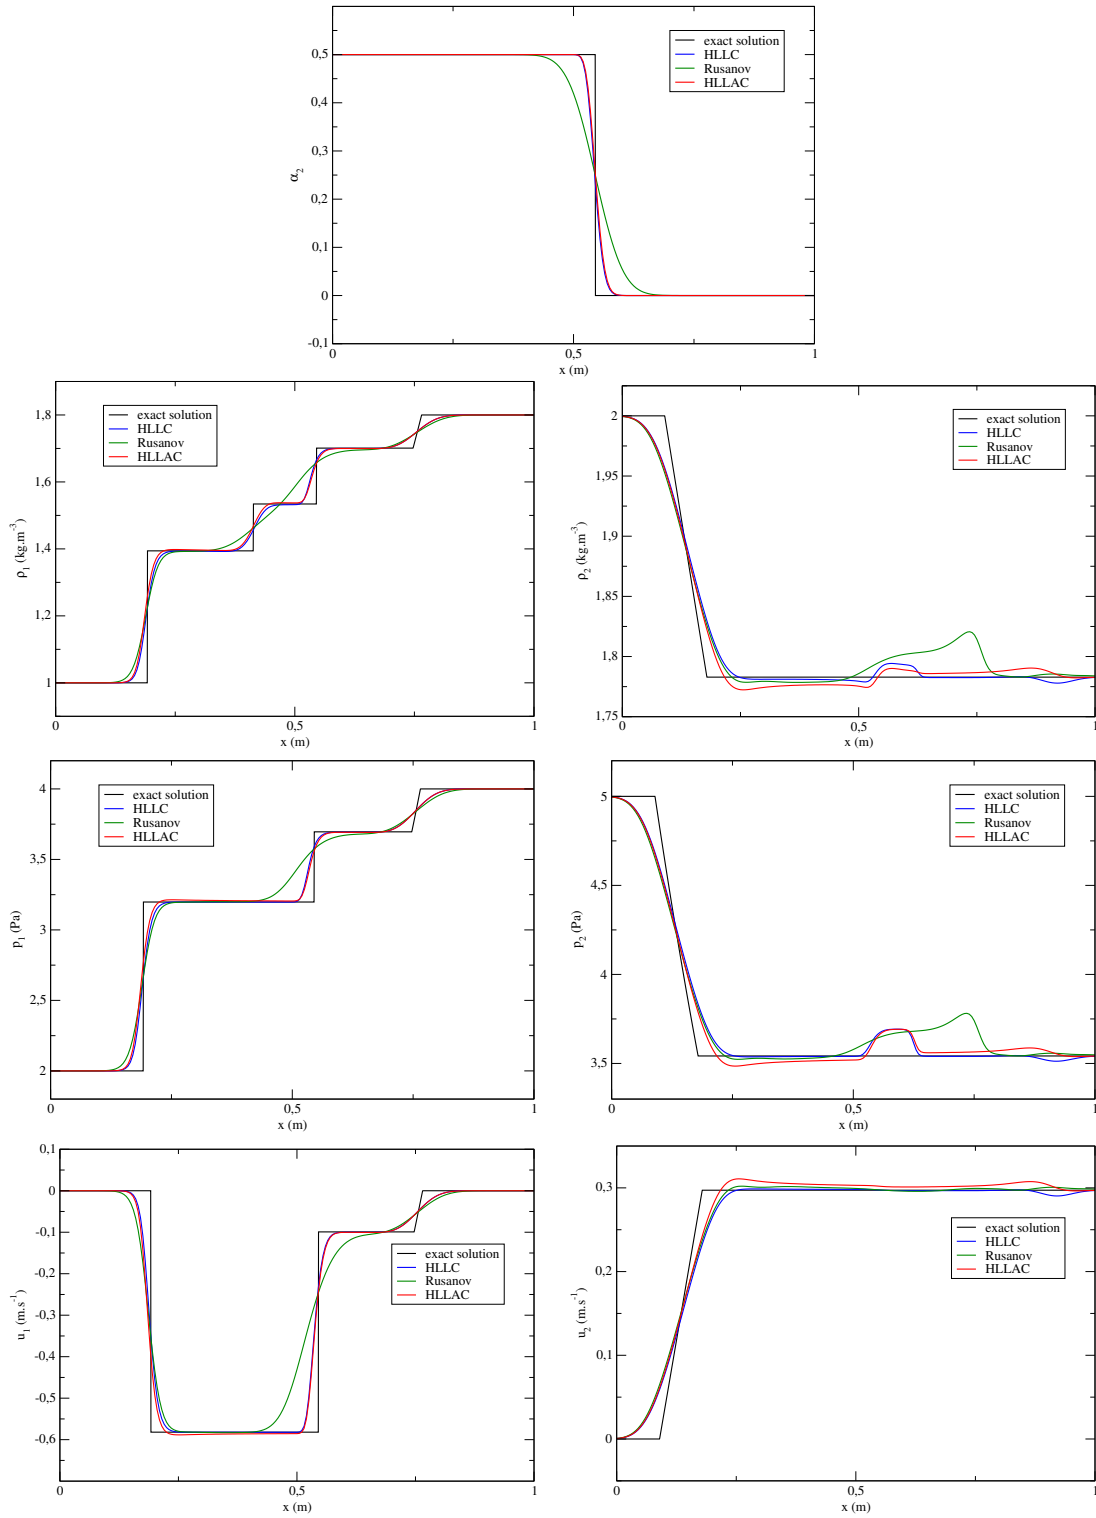 exact solution
HLLC
Rusanov
HLLAC
0,5
0,4
0,3
0,2
0,1
0
-0,1
α2
0
0,5
1
x (m)
exact solution
HLLC
Rusanov
HLLAC
1,8
1,6
1,4
1,2
1
ρ1 (kg.m-3)
0
0,5
1
x (m)
exact solution
HLLC
Rusanov
HLLAC
2
1,95
1,9
1,85
1,8
1,75
ρ2 (kg.m-3)
0
0,5
1
x (m)
exact solution
HLLC
Rusanov
HLLAC
4
3,5
3
2,5
2
p1 (Pa)
0
0,5
1
x (m)
exact solution
HLLC
Rusanov
HLLAC
5
4,5
4
3,5
p2 (Pa)
0
0,5
1
x (m)
exact solution
HLLC
Rusanov
HLLAC
0,1
0
-0,1
-0,2
-0,3
-0,4
-0,5
-0,6
u1 (m.s-1)
0
0,5
1
x (m)
exact solution
HLLC
Rusanov
HLLAC
0,3
0,2
0,1
0
u2 (m.s-1)
0
0,5
1
x (m)